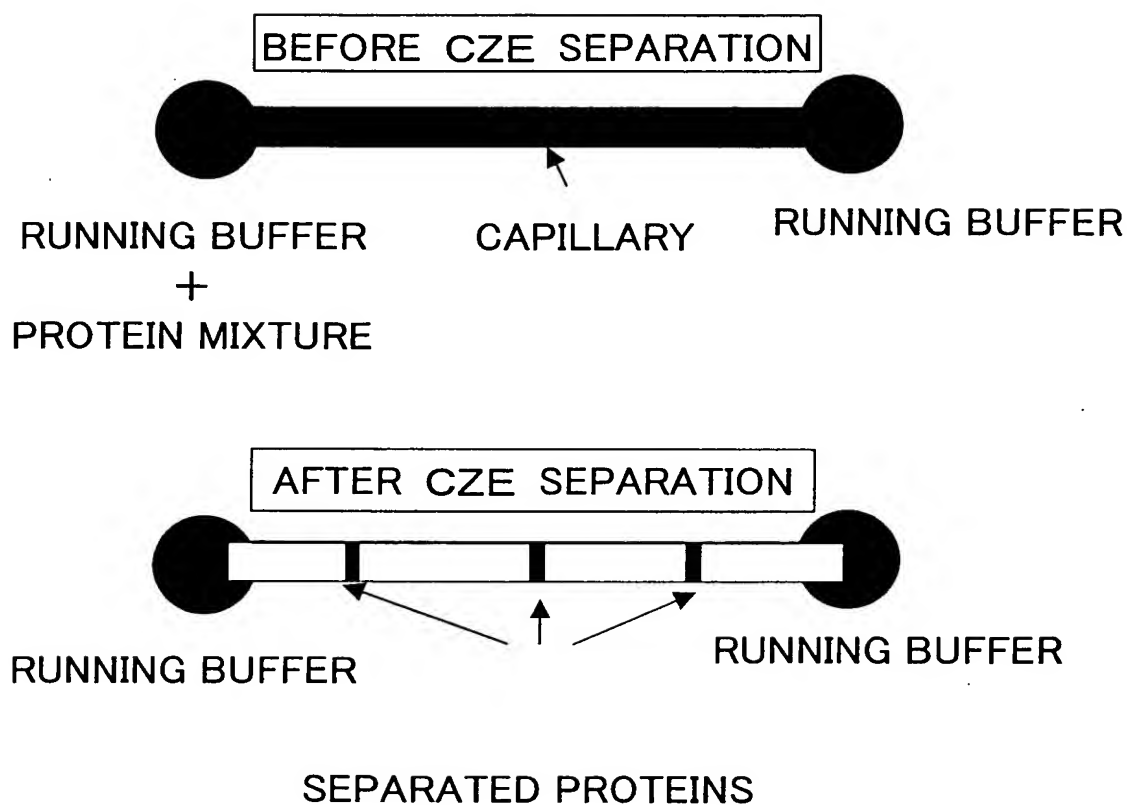 BEFORE CZE SEPARATION
RUNNING BUFFER
+
PROTEIN MIXTURE
CAPILLARY
RUNNING BUFFER
AFTER CZE SEPARATION
RUNNING BUFFER
RUNNING BUFFER
SEPARATED PROTEINS